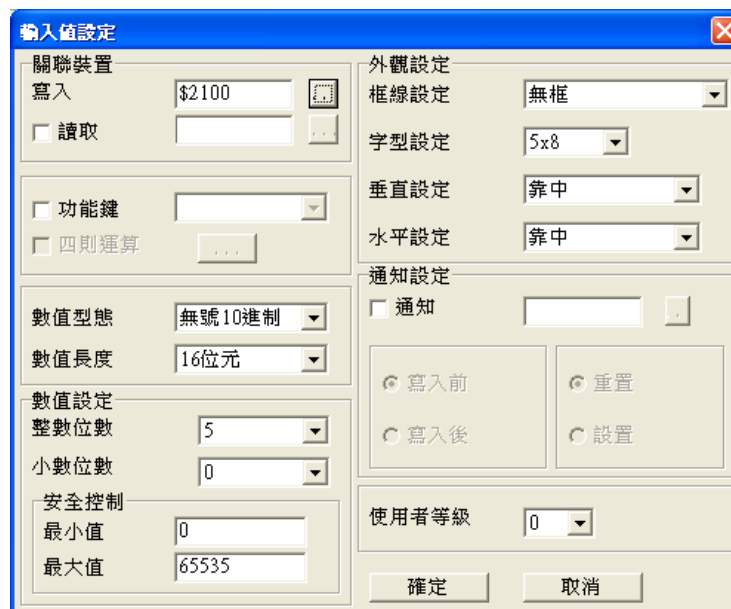 輸入值設定
關聯裝置
寫入 $2100 ...
讀取 ...
功能鍵
四則運算 ...
數值型態 無號10進制
數值長度 16位元
數值設定
整數位數 5
小數位數 0
安全控制
最小值 0
最大值 65535
外觀設定
框線設定 無框
字型設定 5x8
垂直設定 靠中
水平設定 靠中
通知設定
通知 .
寫入前 重置
寫入後 設置
使用者等級 0
確定 取消